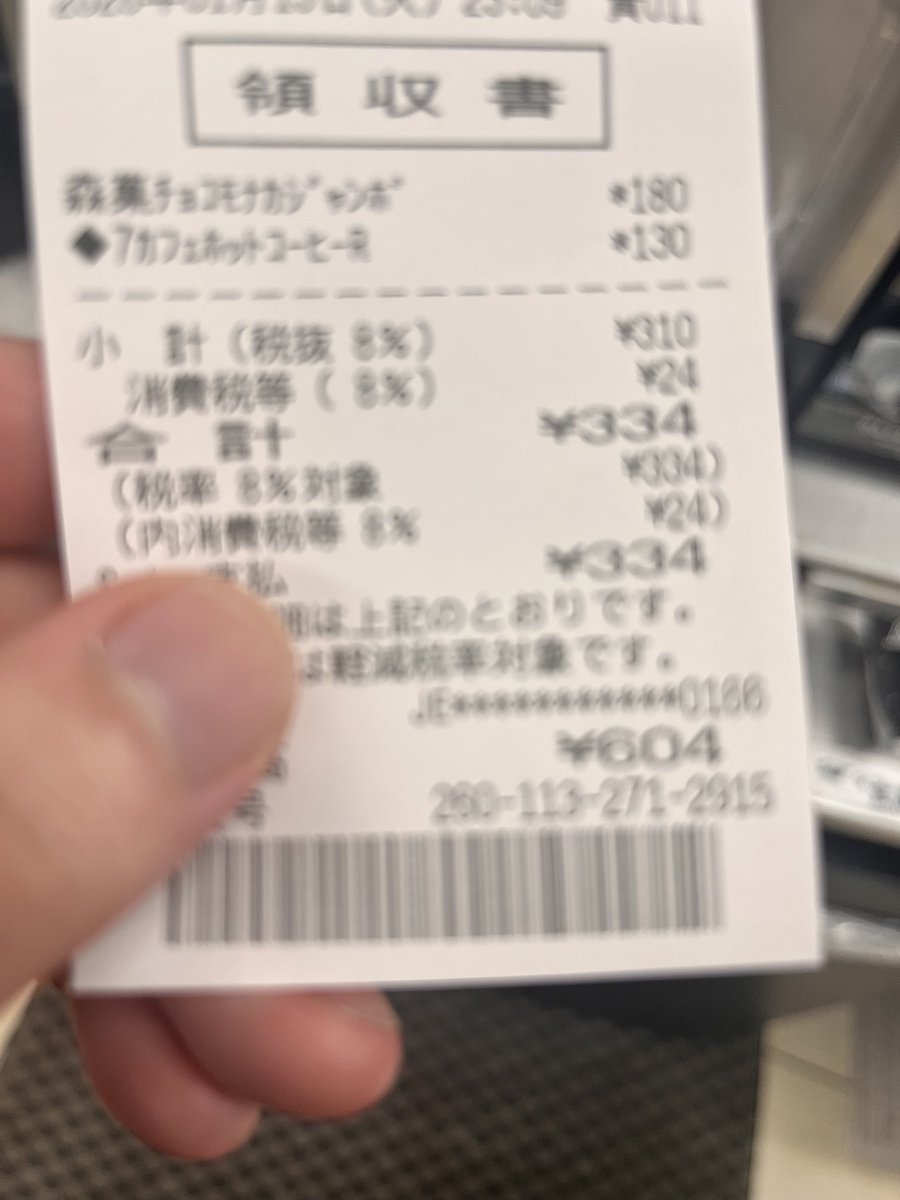 領収書
森永チョコモナカジャンボ *180
◆7カフェホットコーヒーR *130
小 計(税抜 8%) ¥310
消費税等( 8%) ¥24
合 計 ¥334
(税率 8%対象 ¥334)
(内消費税等 8% ¥24)
支払 ¥334
は上記のとおりです。
は軽減税率対象です。
JE***********0166
¥604
号 260-113-271-2915